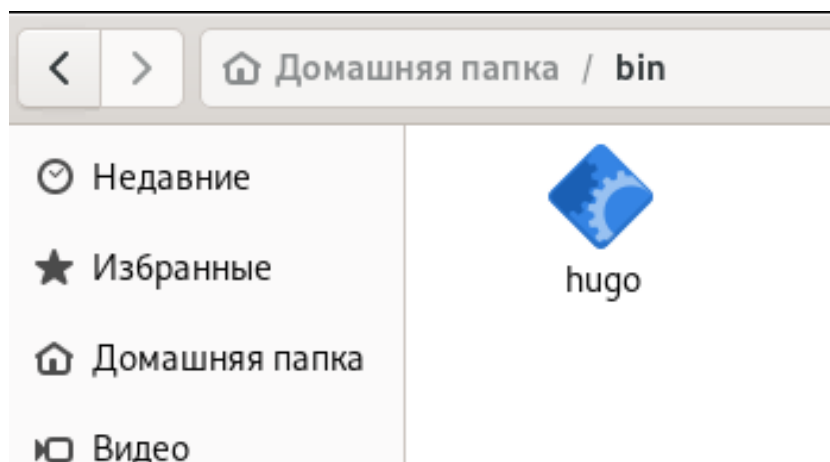 Домашняя папка / bin
Недавние
Избранные
Домашняя папка
Видео
hugo